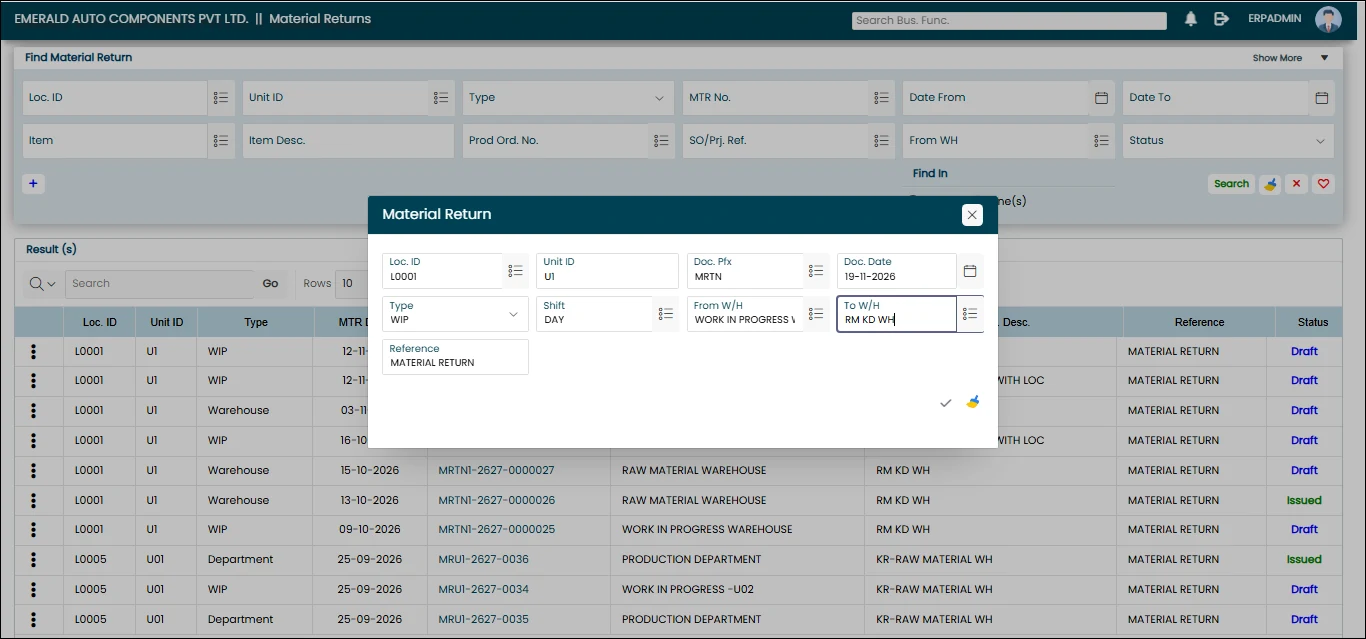 EMERALD AUTO COMPONENTS PVT LTD. || Material Returns
Search Bus. Func.
ERPADMIN
Find Material Return
Show More
Loc. ID
Unit ID
Type
MTR No.
Date From
Date To
Item
Item Desc.
Prod Ord. No.
SO/Prj. Ref.
From WH
Status
+
Find In
Search
Material Return
Loc. ID Unit ID Doc. Pfx Doc. Date
L0001 U1 MRTN 19-11-2026
Type Shift From W/H To W/H
WIP DAY WORK IN PROGRESS RM KD WH
Reference
MATERIAL RETURN
Result (s)
Search Go Rows 10
Loc. ID Unit ID Type MTR Desc. Reference Status
L0001 U1 WIP 12-11 MATERIAL RETURN Draft
L0001 U1 WIP 12-11 WITH LOC MATERIAL RETURN Draft
L0001 U1 Warehouse 03-11 MATERIAL RETURN Draft
L0001 U1 WIP 16-10 WITH LOC MATERIAL RETURN Draft
L0001 U1 Warehouse 15-10-2026 MRTN1-2627-0000027 RAW MATERIAL WAREHOUSE RM KD WH MATERIAL RETURN Draft
L0001 U1 Warehouse 13-10-2026 MRTN1-2627-0000026 RAW MATERIAL WAREHOUSE RM KD WH MATERIAL RETURN Issued
L0001 U1 WIP 09-10-2026 MRTN1-2627-0000025 WORK IN PROGRESS WAREHOUSE RM KD WH MATERIAL RETURN Draft
L0005 U01 Department 25-09-2026 MRU1-2627-0036 PRODUCTION DEPARTMENT KR-RAW MATERIAL WH MATERIAL RETURN Issued
L0005 U01 WIP 25-09-2026 MRU1-2627-0034 WORK IN PROGRESS -U02 KR-RAW MATERIAL WH MATERIAL RETURN Draft
L0005 U01 Department 25-09-2026 MRU1-2627-0035 PRODUCTION DEPARTMENT KR-RAW MATERIAL WH MATERIAL RETURN Draft